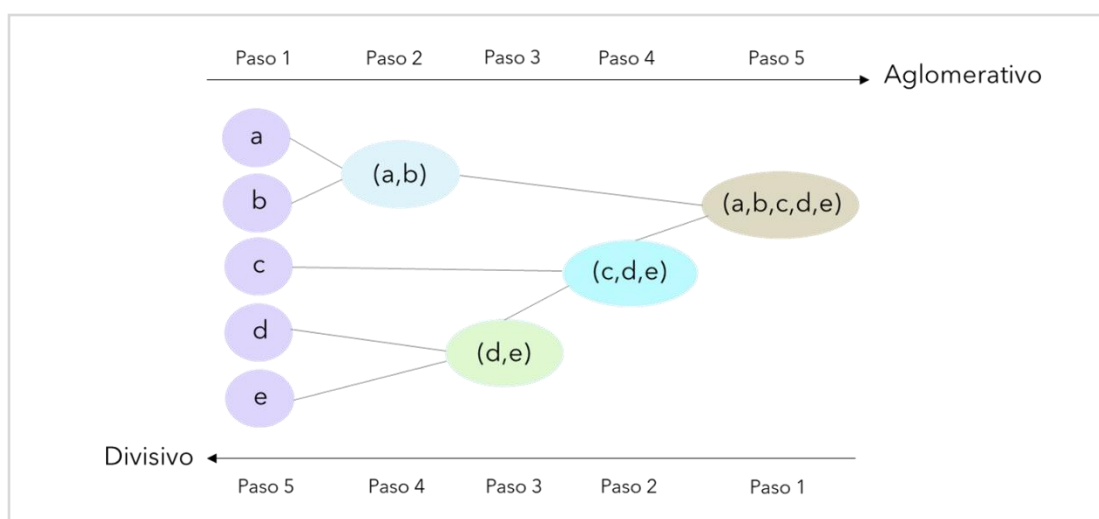 Paso 1 Paso 2 Paso 3 Paso 4 Paso 5
Aglomerativo
a
(a,b)
b
(a,b,c,d,e)
c
(c,d,e)
d
(d,e)
e
Divisivo
Paso 5 Paso 4 Paso 3 Paso 2 Paso 1